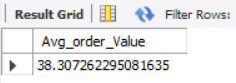 Result Grid Filter Rows:
Avg_order_Value
38.307262295081635